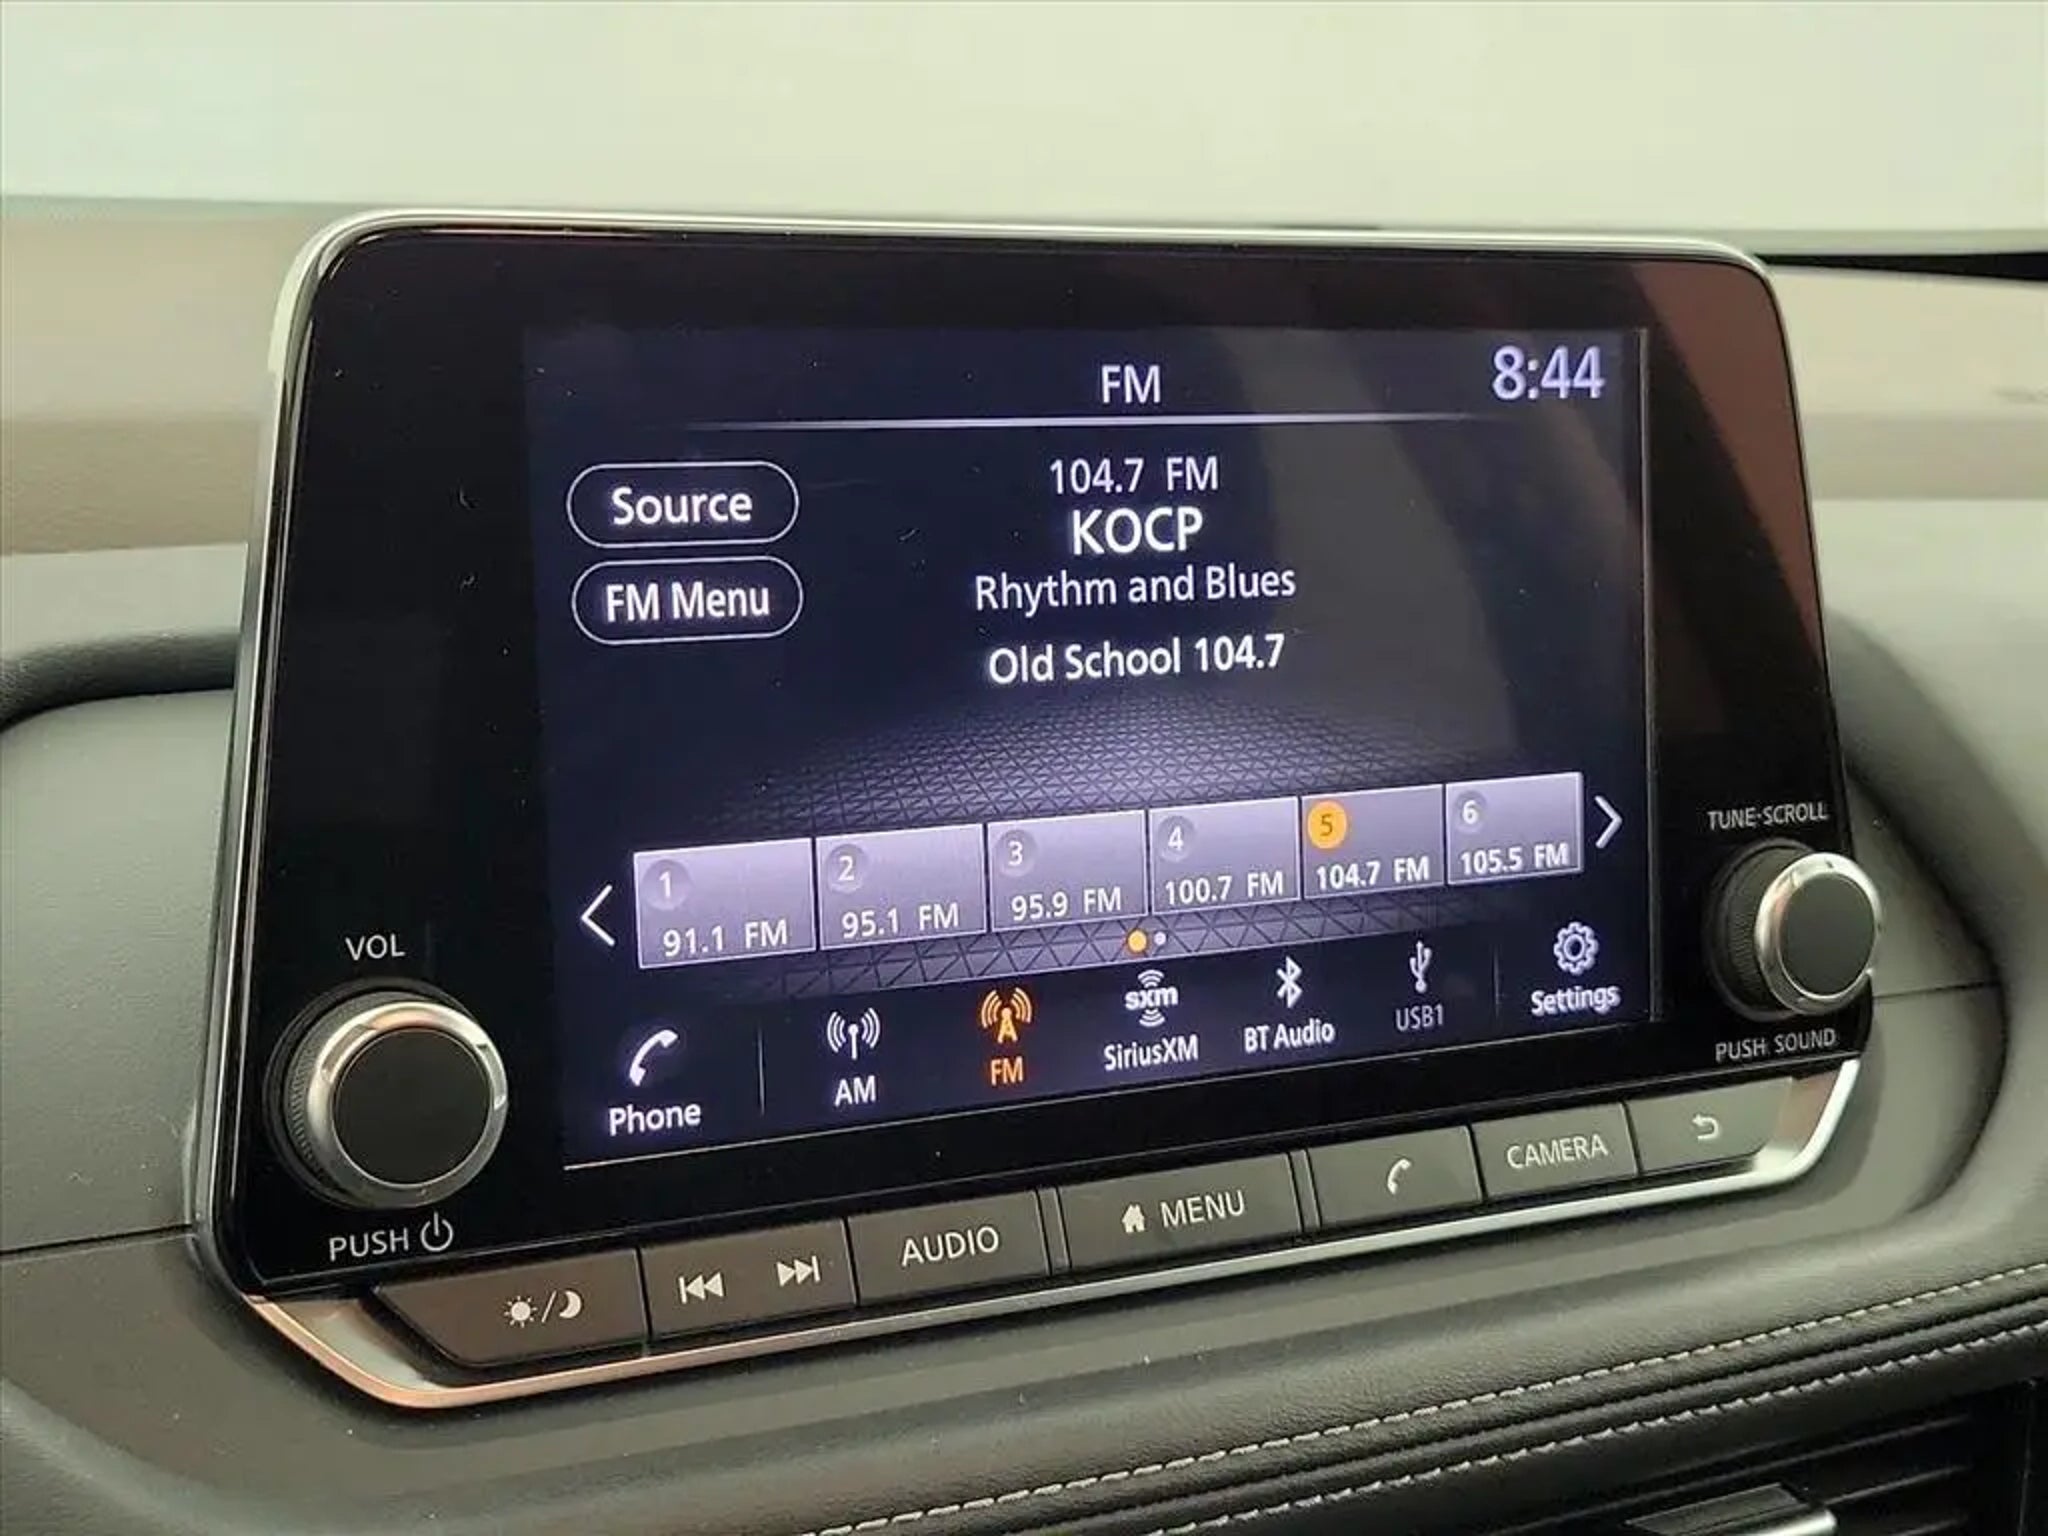 FM
8:44
Source
104.7 FM
KOCP
FM Menu
Rhythm and Blues
Old School 104.7
1
91.1 FM
2
95.1 FM
3
95.9 FM
4
100.7 FM
5
104.7 FM
6
105.5 FM
TUNE·SCROLL
VOL
Phone
AM
FM
sxm
SiriusXM
BT Audio
USB1
Settings
PUSH SOUND
PUSH
AUDIO
MENU
CAMERA